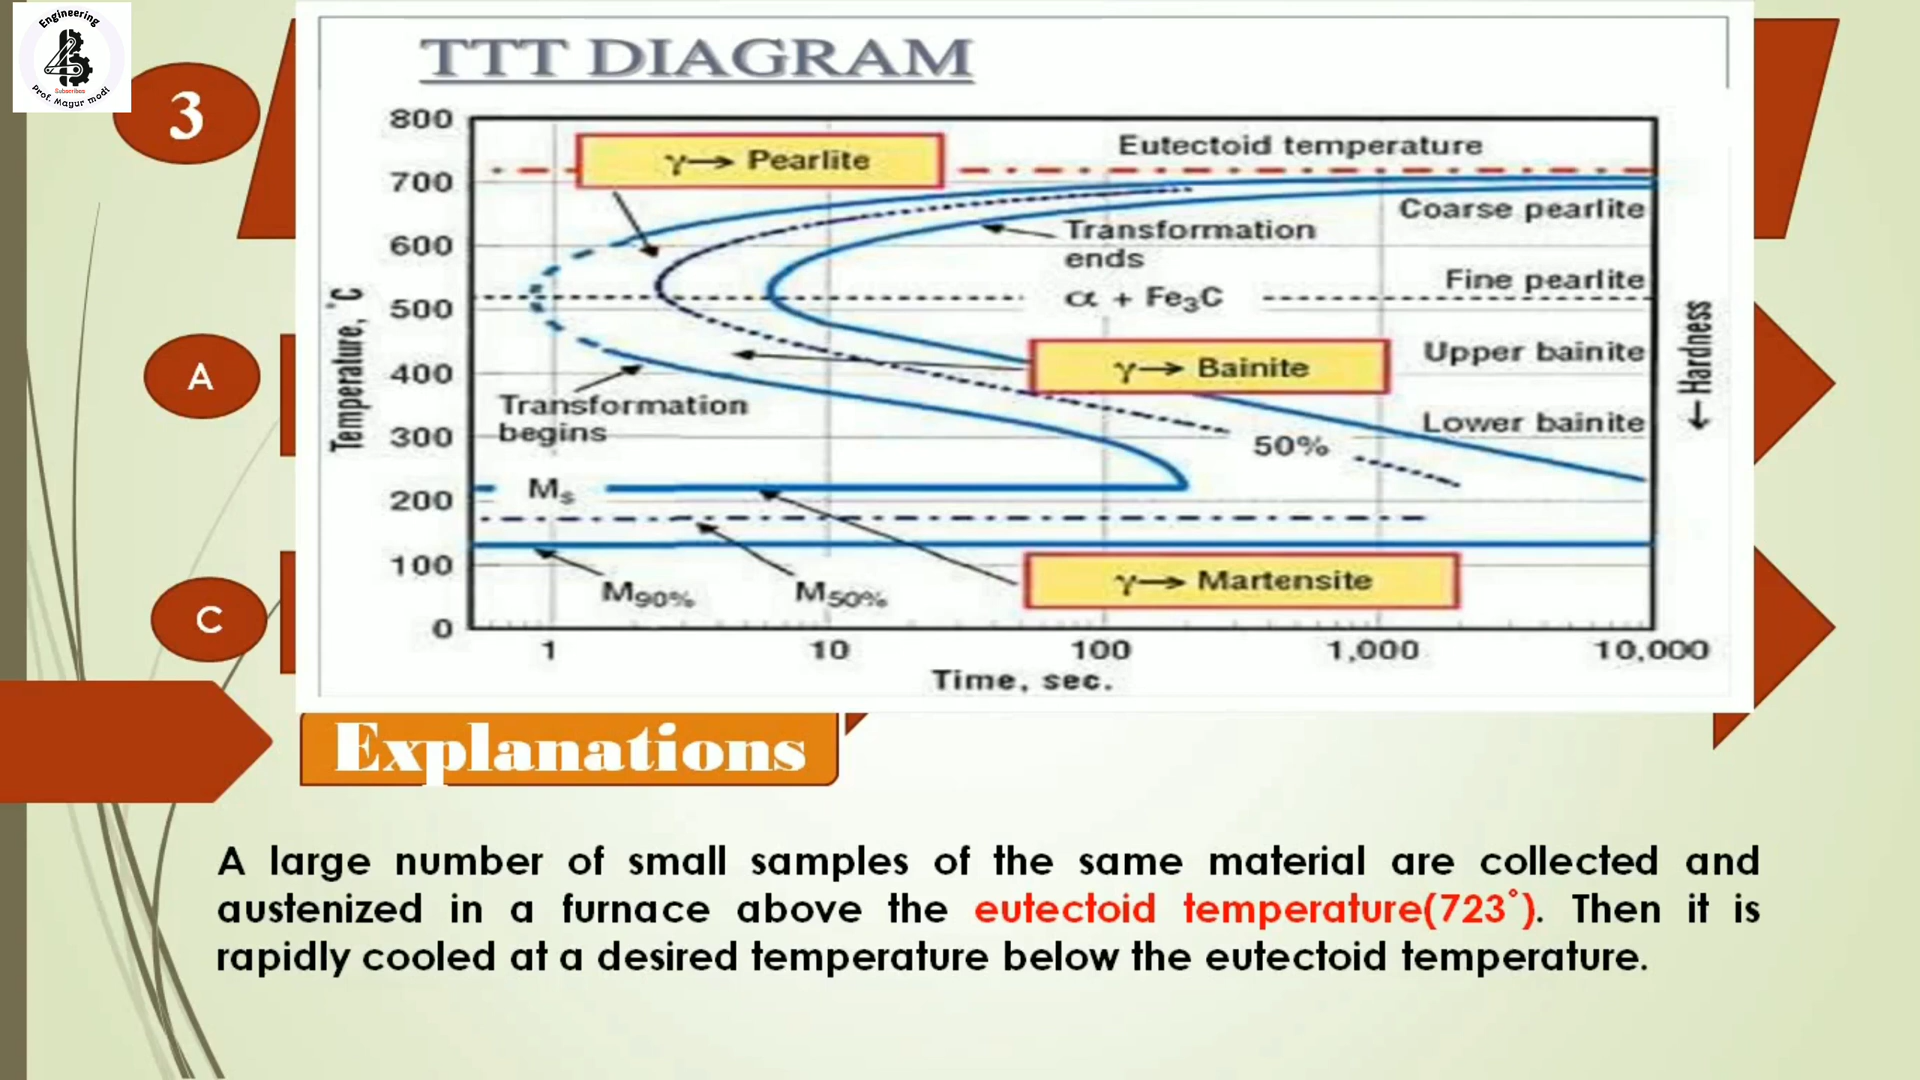 Engineering
Subscribes
Prof. Mayur modi
3
TTT DIAGRAM
800
γ→ Pearlite
Eutectoid temperature
700
Coarse pearlite
600
Transformation
ends
Fine pearlite
500
α + Fe₃C
Upper bainite
400
γ→ Bainite
Transformation
begins
Lower bainite
300
50%
Mₛ
200
100
M90%
M50%
γ→ Martensite
0
1
10
100
1,000
10,000
Time, sec.
Temperature, °C
← Hardness
A
C
Explanations
A large number of small samples of the same material are collected and
austenized in a furnace above the eutectoid temperature(723°). Then it is
rapidly cooled at a desired temperature below the eutectoid temperature.